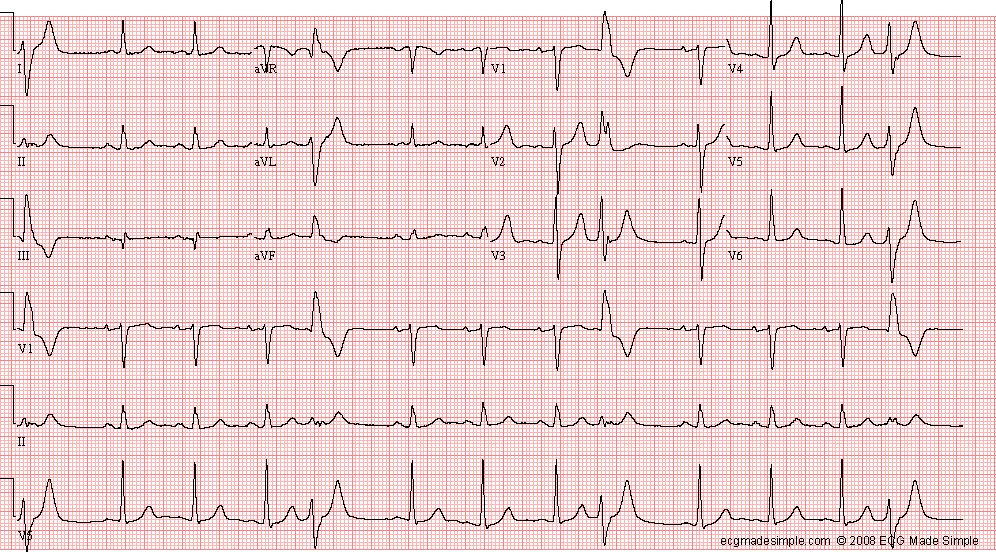 I aVR V1 V4
II aVL V2 V5
III aVF V3 V6
V1
II
V5
ecgmadesimple.com © 2008 ECG Made Simple